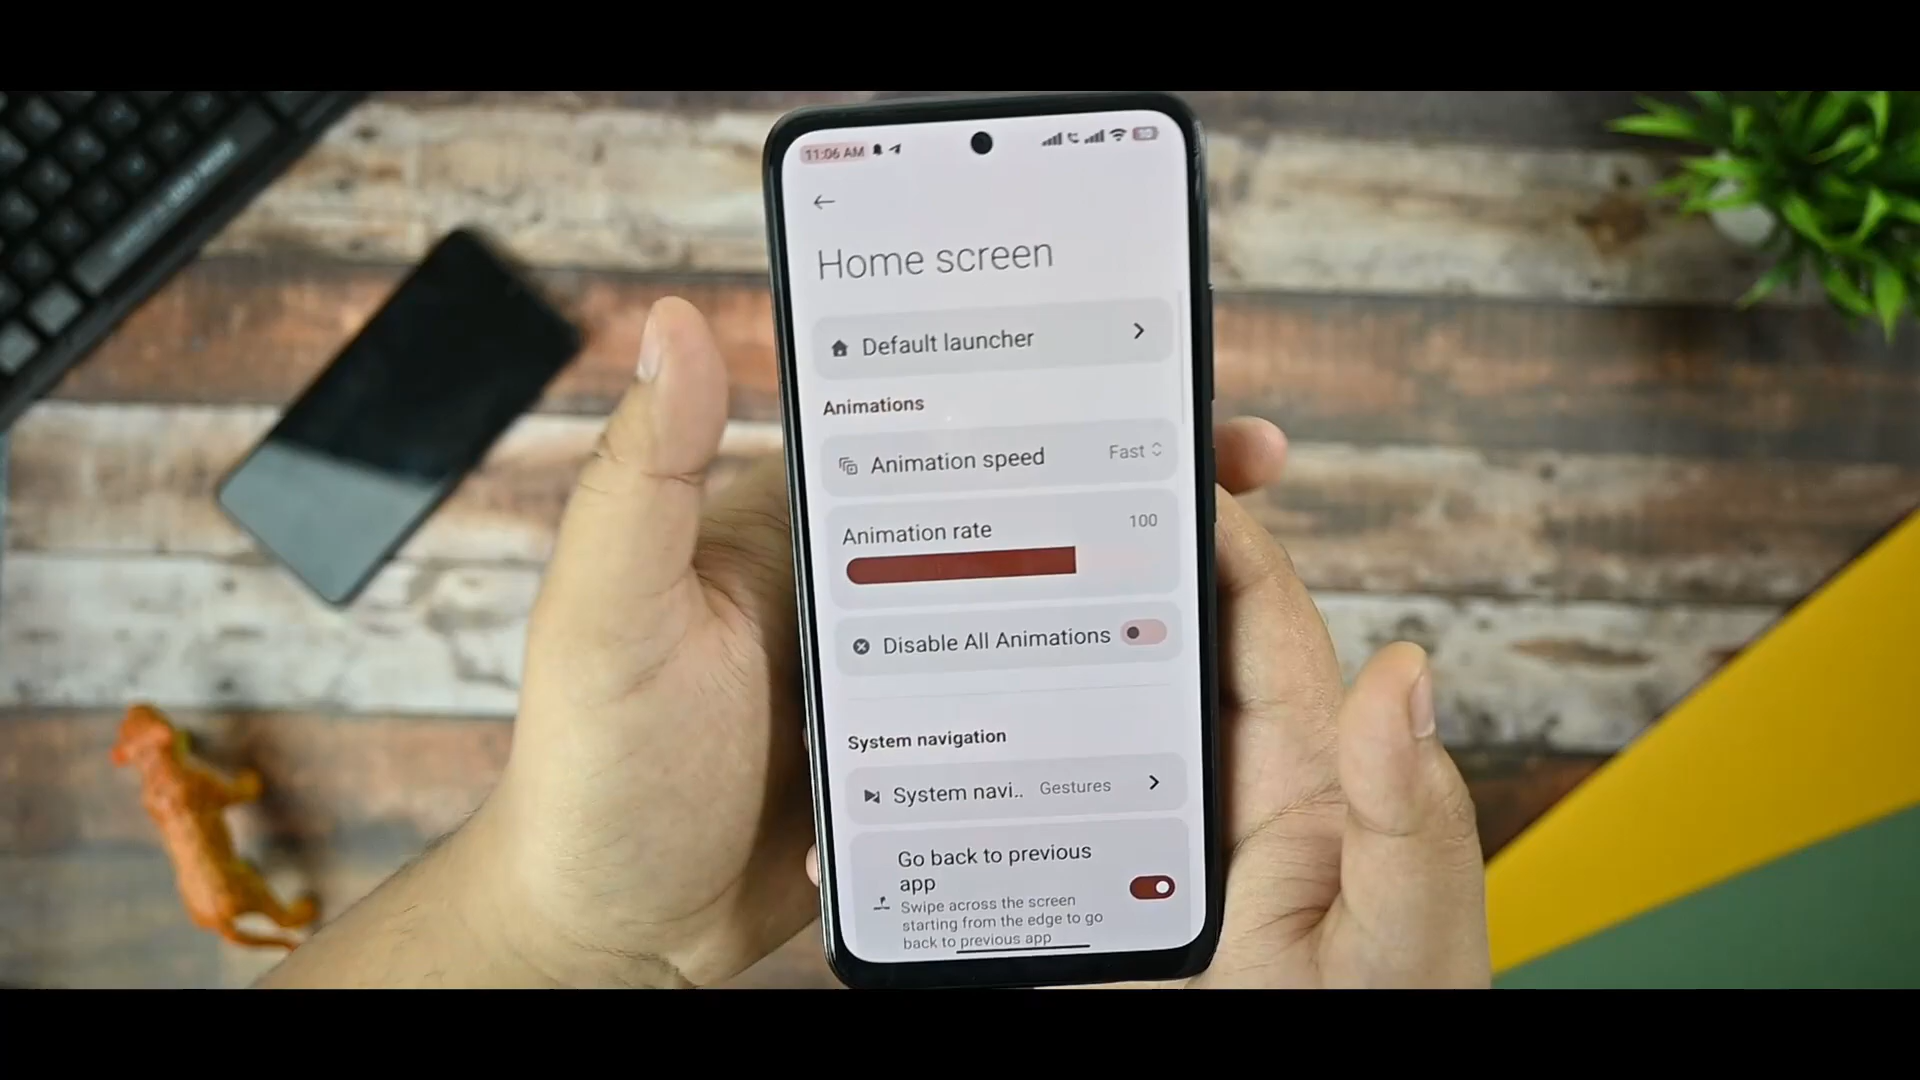 11:06 AM
Home screen
Default launcher
Animations
Animation speed Fast
Animation rate 100
Disable All Animations
System navigation
System navi.. Gestures
Go back to previous
app
Swipe across the screen
starting from the edge to go
back to previous app